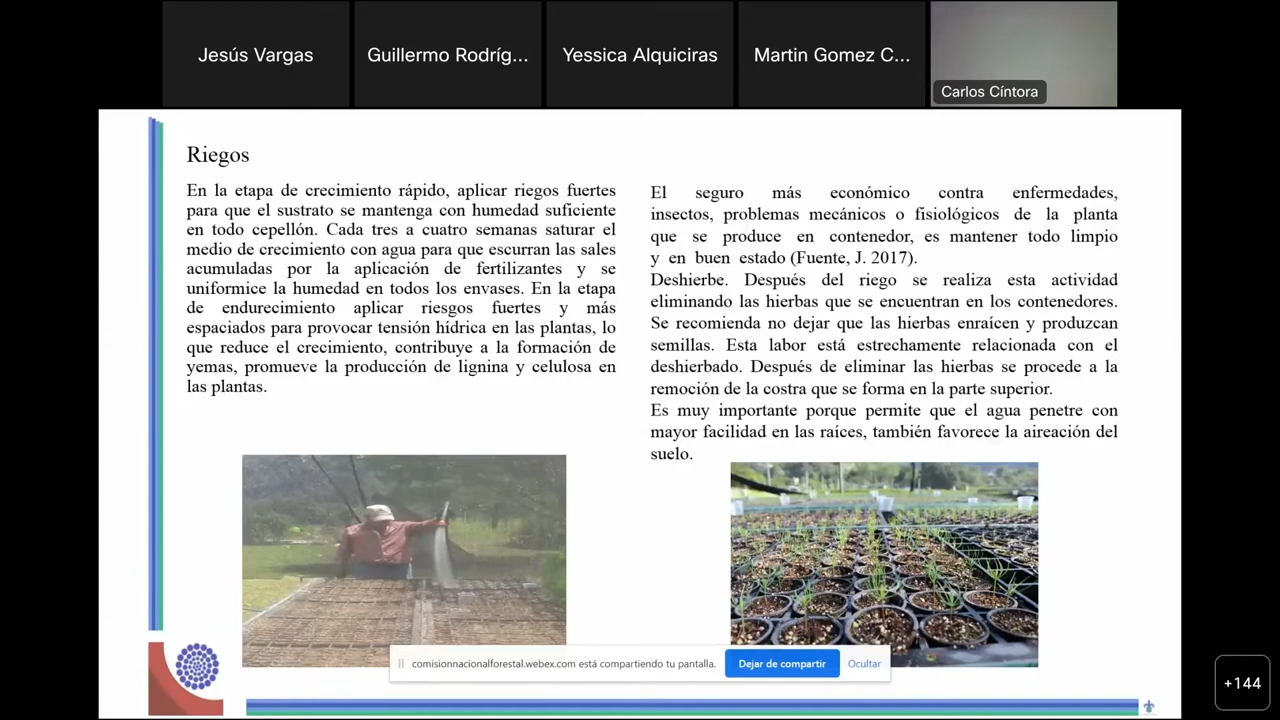 Jesús Vargas
Guillermo Rodríg...
Yessica Alquiciras
Martin Gomez C...
Carlos Cíntora
Riegos
En la etapa de crecimiento rápido, aplicar riegos fuertes
para que el sustrato se mantenga con humedad suficiente
en todo cepellón. Cada tres a cuatro semanas saturar el
medio de crecimiento con agua para que escurran las sales
acumuladas por la aplicación de fertilizantes y se
uniformice la humedad en todos los envases. En la etapa
de endurecimiento aplicar riesgos fuertes y más
espaciados para provocar tensión hídrica en las plantas, lo
que reduce el crecimiento, contribuye a la formación de
yemas, promueve la producción de lignina y celulosa en
las plantas.
El seguro más económico contra enfermedades,
insectos, problemas mecánicos o fisiológicos de la planta
que se produce en contenedor, es mantener todo limpio
y en buen estado (Fuente, J. 2017).
Deshierbe. Después del riego se realiza esta actividad
eliminando las hierbas que se encuentran en los contenedores.
Se recomienda no dejar que las hierbas enraícen y produzcan
semillas. Esta labor está estrechamente relacionada con el
deshierbado. Después de eliminar las hierbas se procede a la
remoción de la costra que se forma en la parte superior.
Es muy importante porque permite que el agua penetre con
mayor facilidad en las raíces, también favorece la aireación del
suelo.
comisionnacionalforestal.webex.com está compartiendo tu pantalla.
Dejar de compartir
Ocultar
+144